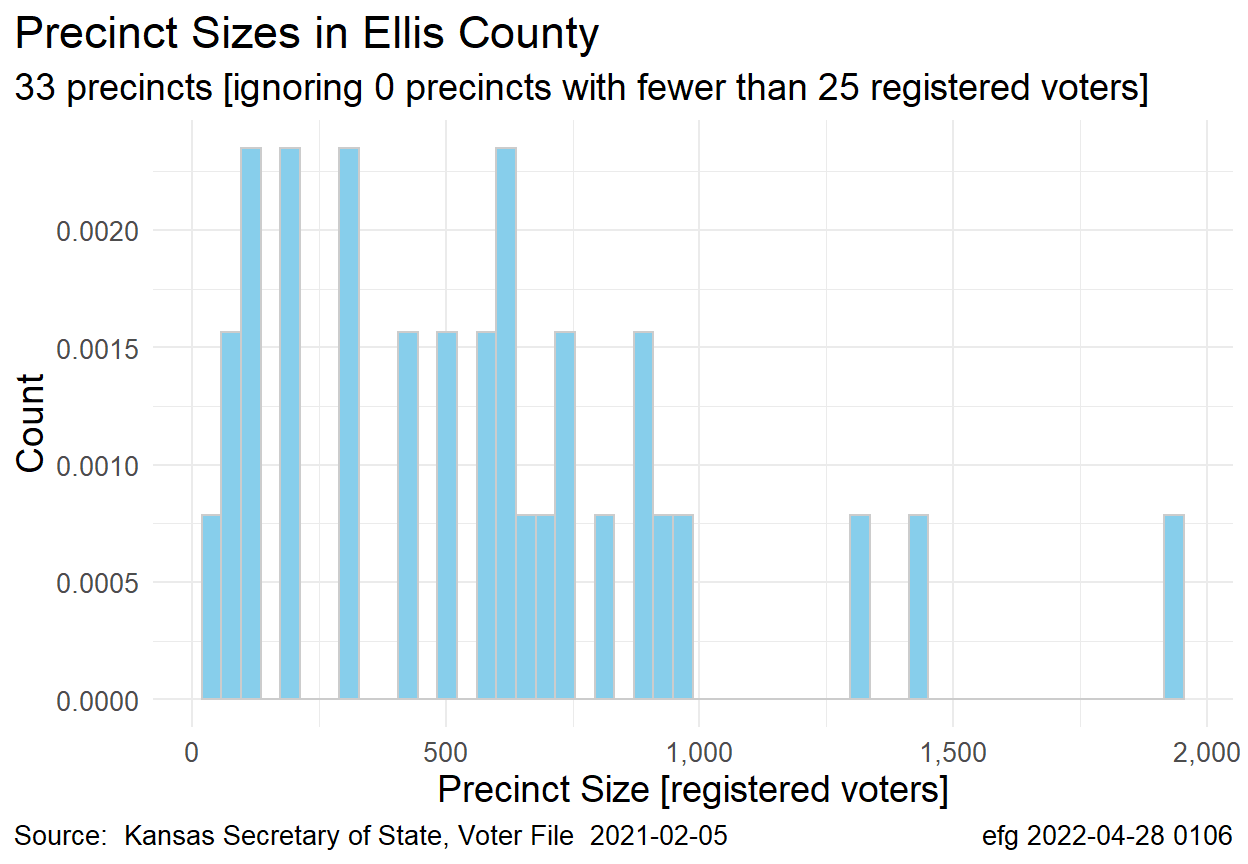 Precinct Sizes in Ellis County
33 precincts [ignoring 0 precincts with fewer than 25 registered voters]
Count
0.0020
0.0015
0.0010
0.0005
0.0000
0 500 1,000 1,500 2,000
Precinct Size [registered voters]
Source:  Kansas Secretary of State, Voter File  2021-02-05
efg 2022-04-28 0106